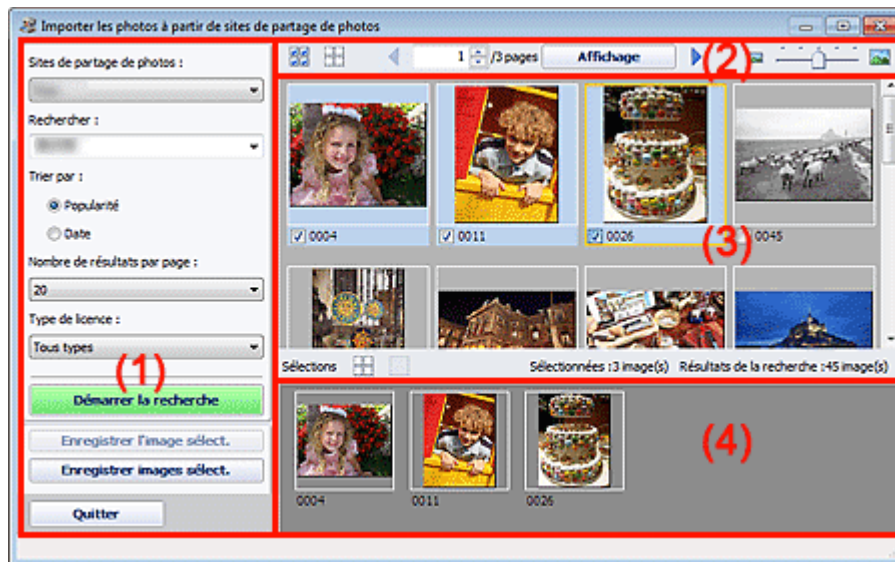 Importer les photos à partir de sites de partage de photos
Sites de partage de photos :
Rechercher :
Trier par :
Popularité
Date
Nombre de résultats par page :
20
Type de licence :
Tous types
(1)
Démarrer la recherche
Enregistrer l'image sélect.
Enregistrer images sélect.
Quitter
1 /3 pages Affichage
(2)
0004 0011 0026 0045
(3)
Sélections Sélectionnées :3 image(s) Résultats de la recherche :45 image(s)
(4)
0004 0011 0026